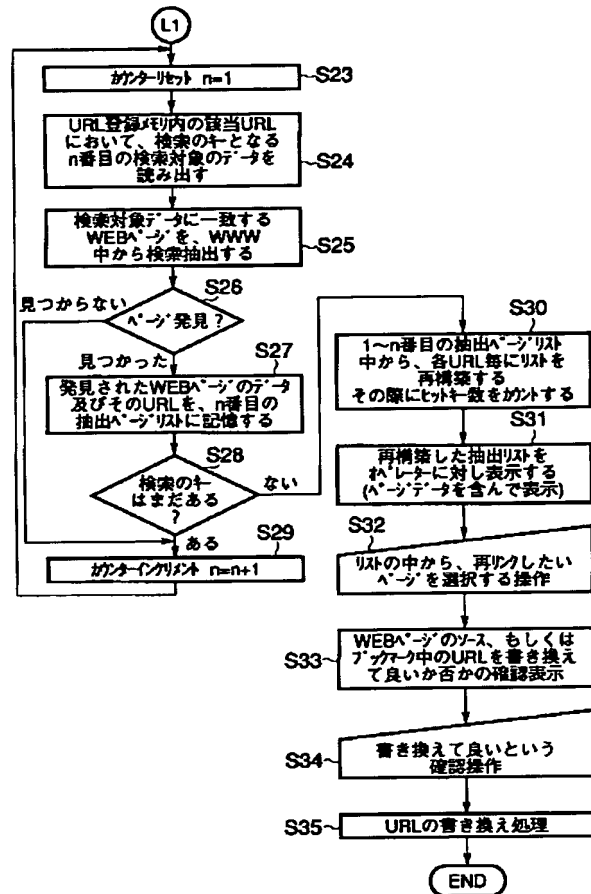 L1
カウンターリセット n=1
S23
URL登録メモリ内の該当URL
において、検索のキーとなる
n番目の検索対象のデータを
読み出す
S24
検索対象データに一致する
WEBページを、WWW
中から検索抽出する
S25
S26
見つからない
ページ発見？
見つかった
S27
発見されたWEBページのデータ
及びそのURLを、n番目の
抽出ページリストに記憶する
S28
検索のキー
はまだある
？
ない
ある
S29
カウンターインクリメント n=n+1
S30
1～n番目の抽出ページリスト
中から、各URL毎にリストを
再構築する
その際にヒットキー数をカウントする
S31
再構築した抽出リストを
オペレーターに対し表示する
(ページデータを含んで表示)
S32
リストの中から、再リンクしたい
ページを選択する操作
S33
WEBページのソース、もしくは
ブックマーク中のURLを書き換え
て良いか否かの確認表示
S34
書き換えて良いという
確認操作
S35
URLの書き換え処理
END